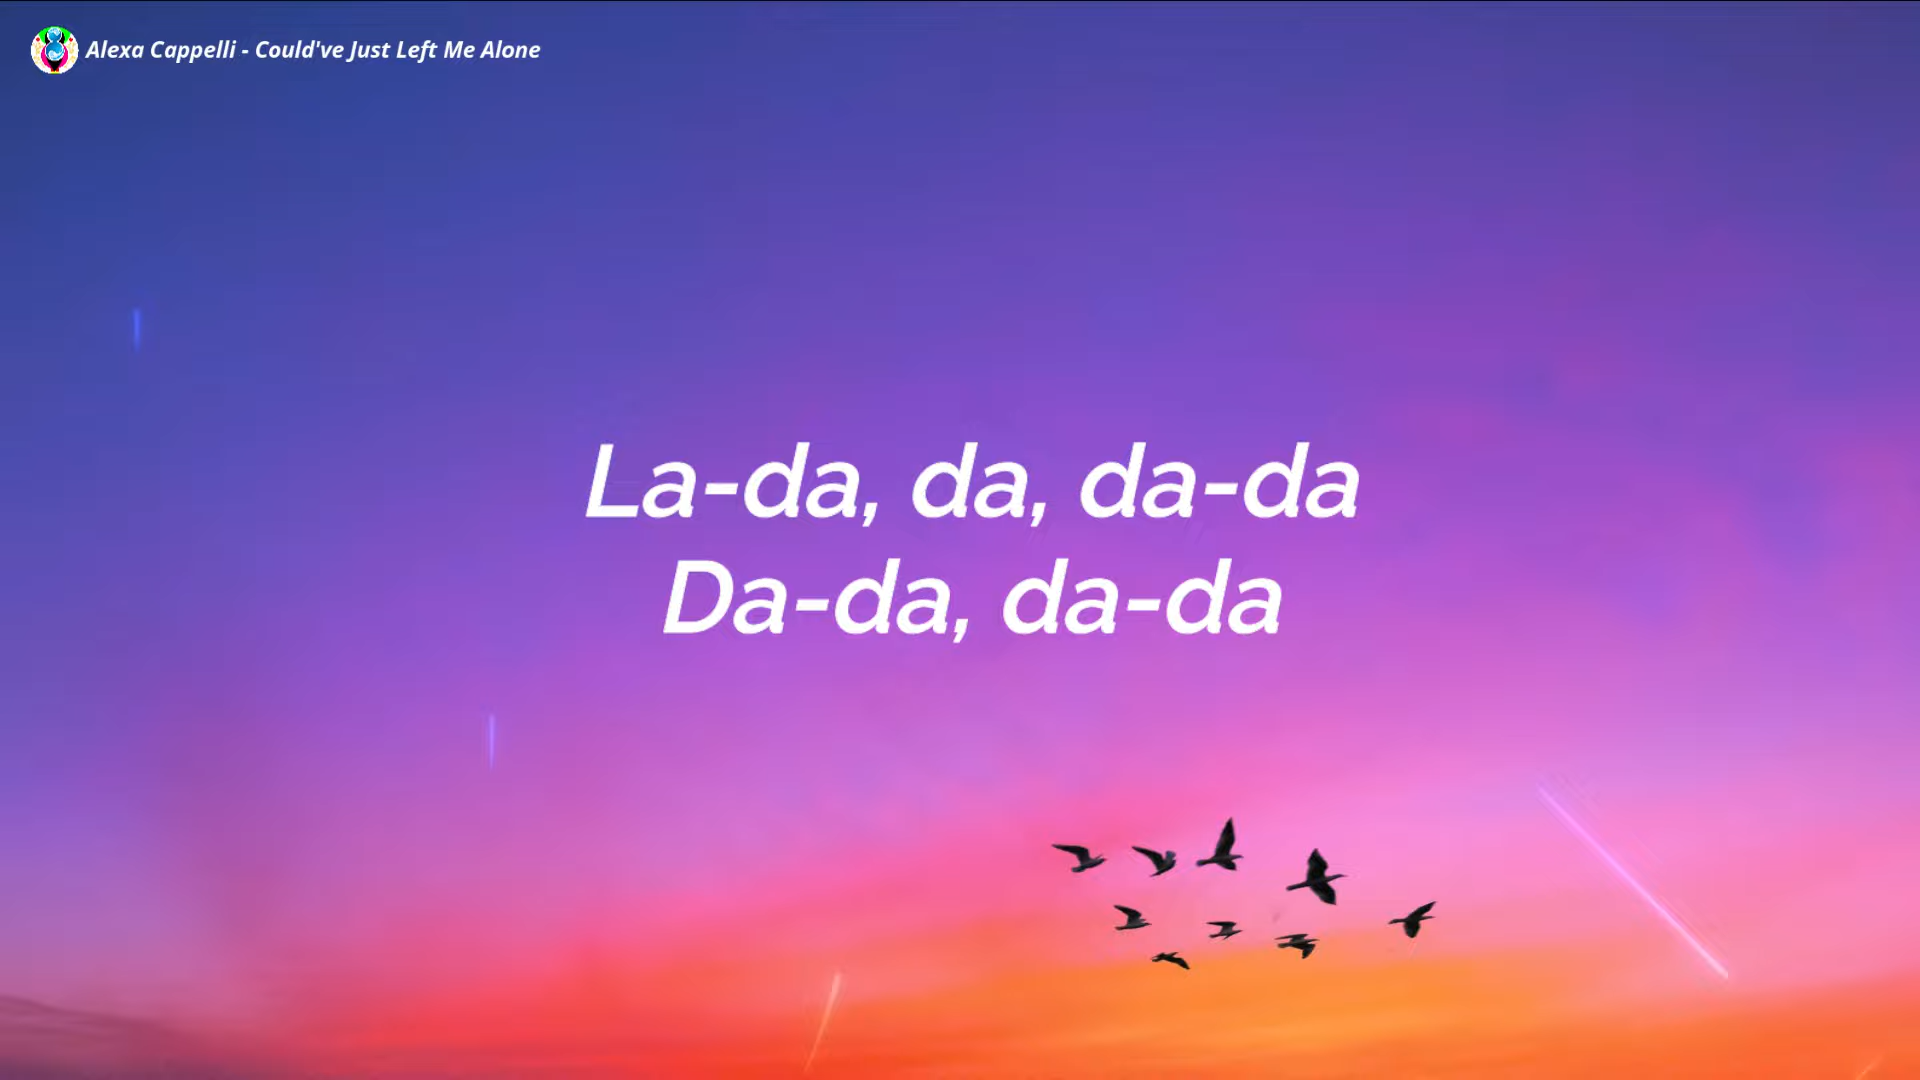 Alexa Cappelli - Could've Just Left Me Alone
La-da, da, da-da
Da-da, da-da